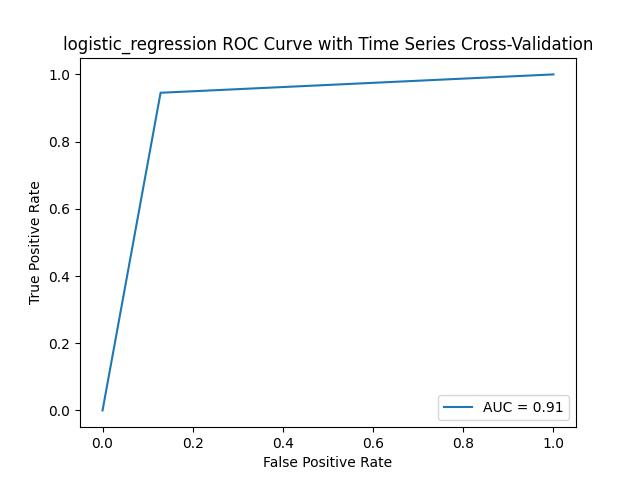 logistic_regression ROC Curve with Time Series Cross-Validation
1.0
0.8
0.6
0.4
0.2
0.0
True Positive Rate
AUC = 0.91
0.0 0.2 0.4 0.6 0.8 1.0
False Positive Rate